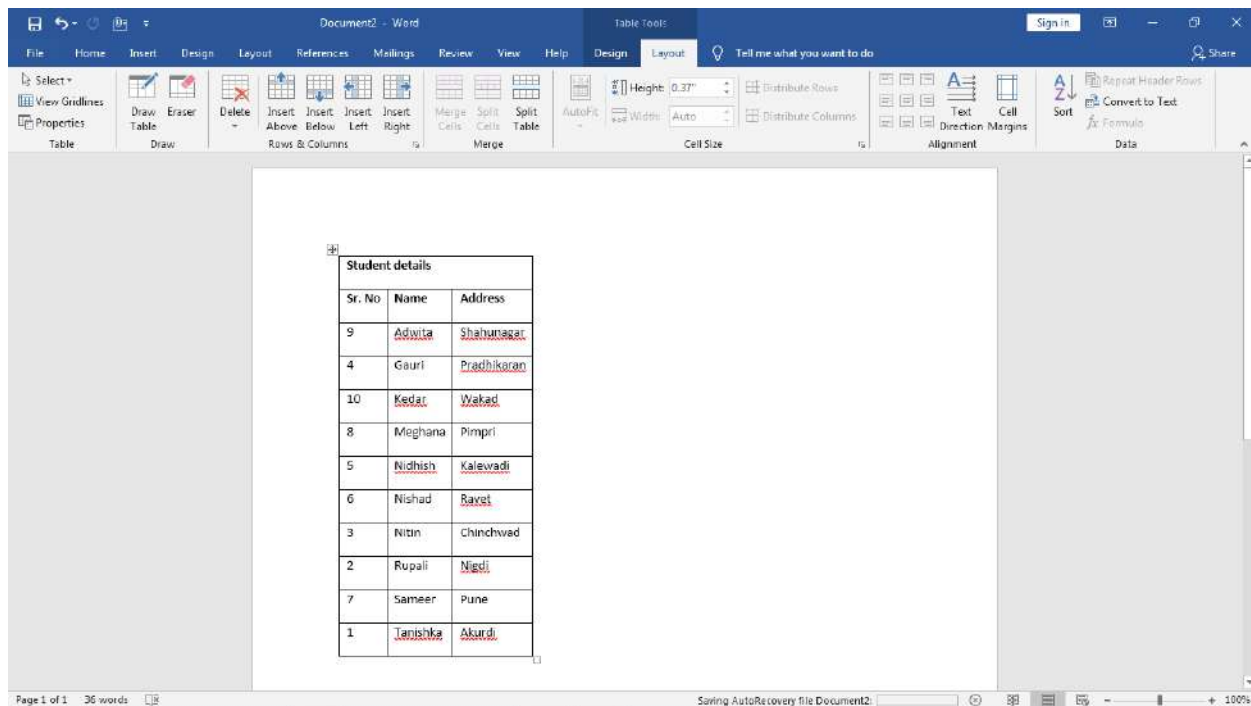 Document2 - Word
Table Tools
Sign in
File Home Insert Design Layout References Mailings Review View Help Design Layout Tell me what you want to do Share
Select
View Gridlines
Properties
Table
Draw Table
Eraser
Draw
Delete
Insert Above
Insert Below
Insert Left
Insert Right
Rows & Columns
Merge Cells
Split Cells
Split Table
Merge
AutoFit
Height: 0.37"
Width: Auto
Distribute Rows
Distribute Columns
Cell Size
Text Direction
Cell Margins
Alignment
Sort
Repeat Header Rows
Convert to Text
Formula
Data
Student details
Sr. No Name Address
9 Adwita Shahunagar
4 Gauri Pradhikaran
10 Kedar Wakad
8 Meghana Pimpri
5 Nidhish Kalewadi
6 Nishad Ravet
3 Nitin Chinchwad
2 Rupali Nigdi
7 Sameer Pune
1 Tanishka Akurdi
Page 1 of 1 36 words Saving AutoRecovery file Document2: 100%